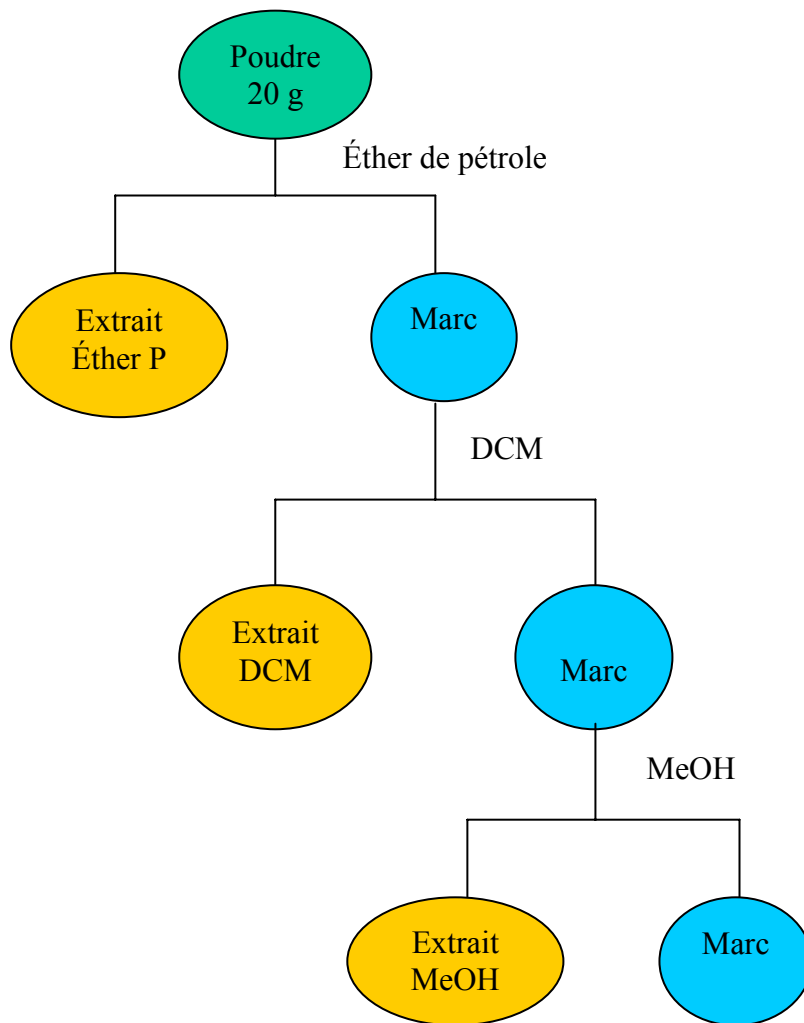 Poudre
20 g
Éther de pétrole
Extrait
Éther P
Marc
DCM
Extrait
DCM
Marc
MeOH
Extrait
MeOH
Marc